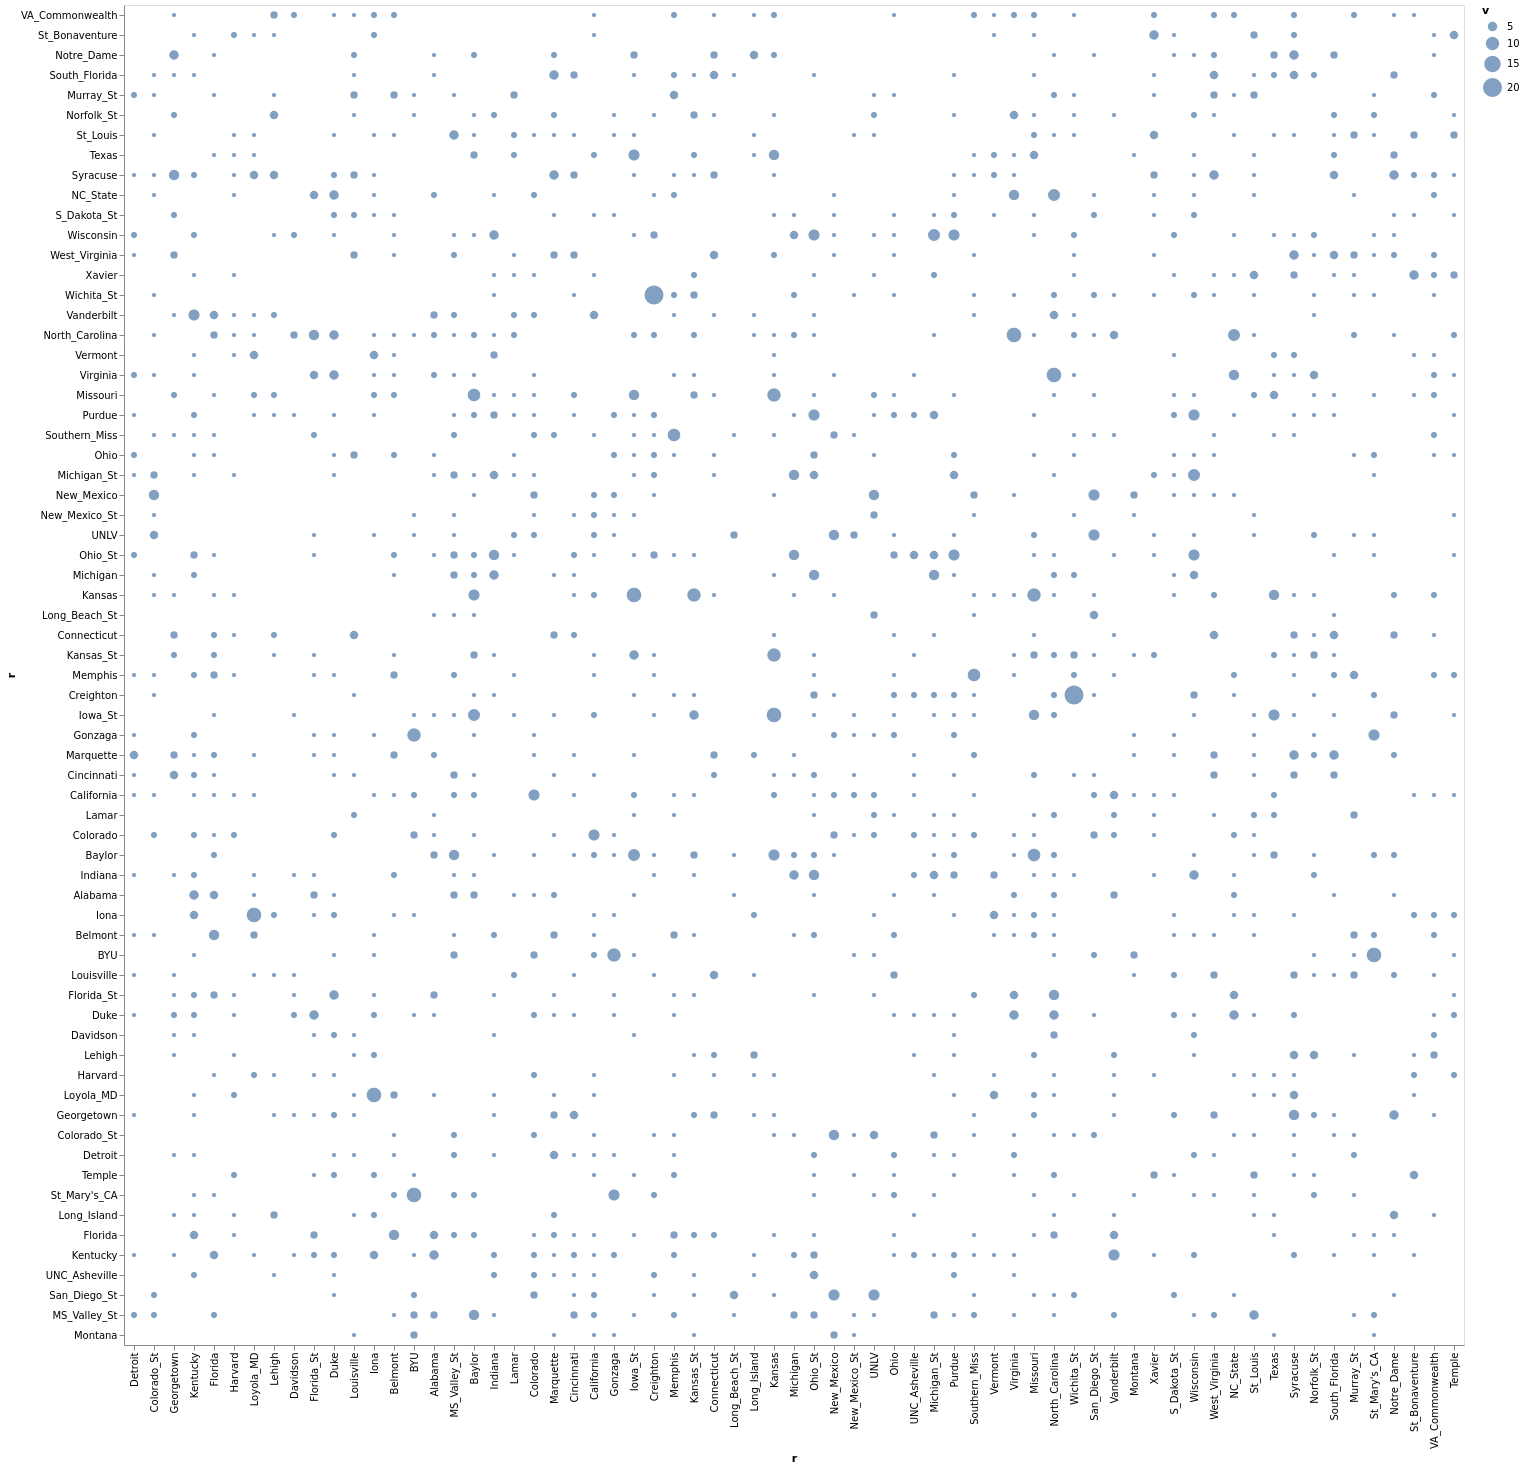 VA_Commonwealth
St_Bonaventure
Notre_Dame
South_Florida
Murray_St
Norfolk_St
St_Louis
Texas
Syracuse
NC_State
S_Dakota_St
Wisconsin
West_Virginia
Xavier
Wichita_St
Vanderbilt
North_Carolina
Vermont
Virginia
Missouri
Purdue
Southern_Miss
Ohio
Michigan_St
New_Mexico
New_Mexico_St
UNLV
Ohio_St
Michigan
Kansas
Long_Beach_St
Connecticut
Kansas_St
Memphis
Creighton
Iowa_St
Gonzaga
Marquette
Cincinnati
California
Lamar
Colorado
Baylor
Indiana
Alabama
Iona
Belmont
BYU
Louisville
Florida_St
Duke
Davidson
Lehigh
Harvard
Loyola_MD
Georgetown
Colorado_St
Detroit
Temple
St_Mary's_CA
Long_Island
Florida
Kentucky
UNC_Asheville
San_Diego_St
MS_Valley_St
Montana
r
Detroit
Colorado_St
Georgetown
Kentucky
Florida
Harvard
Loyola_MD
Lehigh
Davidson
Florida_St
Duke
Louisville
Iona
Belmont
BYU
Alabama
MS_Valley_St
Baylor
Indiana
Lamar
Colorado
Marquette
Cincinnati
California
Gonzaga
Iowa_St
Creighton
Memphis
Kansas_St
Connecticut
Long_Beach_St
Long_Island
Kansas
Michigan
Ohio_St
New_Mexico
New_Mexico_St
UNLV
Ohio
UNC_Asheville
Michigan_St
Purdue
Southern_Miss
Vermont
Virginia
Missouri
North_Carolina
Wichita_St
San_Diego_St
Vanderbilt
Montana
Xavier
S_Dakota_St
Wisconsin
West_Virginia
NC_State
St_Louis
Texas
Syracuse
Norfolk_St
South_Florida
Murray_St
St_Mary's_CA
Notre_Dame
St_Bonaventure
VA_Commonwealth
Temple
r
v
5
10
15
20